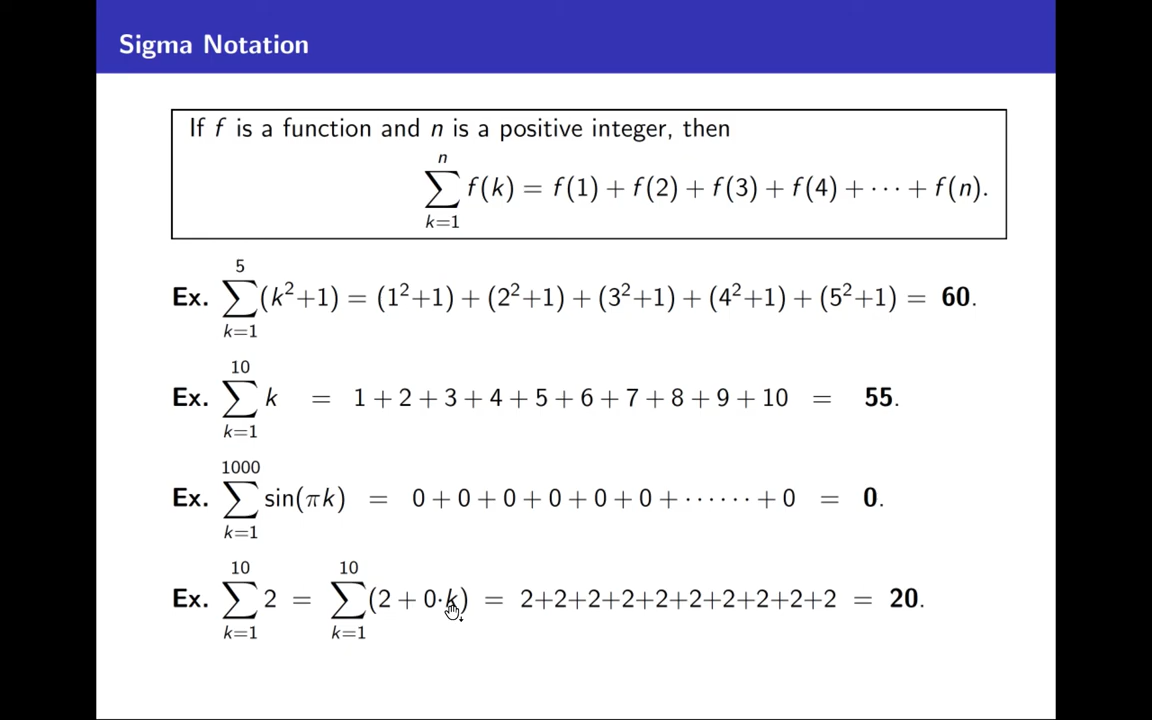 Sigma Notation
If f is a function and n is a positive integer, then
n
∑ f(k) = f(1) + f(2) + f(3) + f(4) + ··· + f(n).
k=1
5
Ex. ∑(k²+1) = (1²+1) + (2²+1) + (3²+1) + (4²+1) + (5²+1) = 60.
k=1
10
Ex. ∑ k = 1 + 2 + 3 + 4 + 5 + 6 + 7 + 8 + 9 + 10 = 55.
k=1
1000
Ex. ∑ sin(πk) = 0 + 0 + 0 + 0 + 0 + 0 + ······ + 0 = 0.
k=1
10 10
Ex. ∑ 2 = ∑(2 + 0·k) = 2+2+2+2+2+2+2+2+2+2 = 20.
k=1 k=1